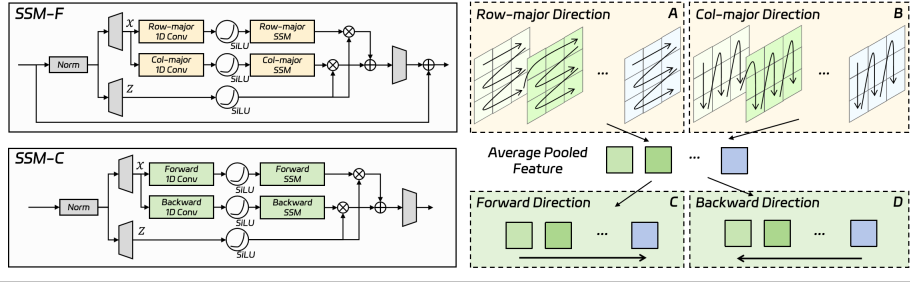 SSM-F
X
Row-major
1D Conv
SiLU
Row-major
SSM
Norm
Col-major
1D Conv
SiLU
Col-major
SSM
Z
SiLU
SSM-C
X
Forward
1D Conv
SiLU
Forward
SSM
Norm
Backward
1D Conv
SiLU
Backward
SSM
Z
SiLU
Row-major Direction A
...
Col-major Direction B
...
Average Pooled
Feature
...
Forward Direction C
...
Backward Direction D
...